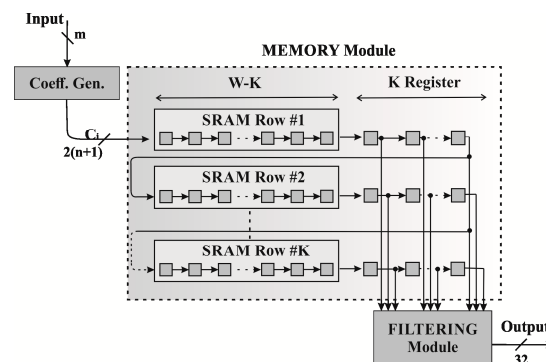 Input
m
MEMORY Module
Coeff. Gen.
W-K
K Register
SRAM Row #1
Ci
2(n+1)
SRAM Row #2
SRAM Row #K
FILTERING
Module
Output
32